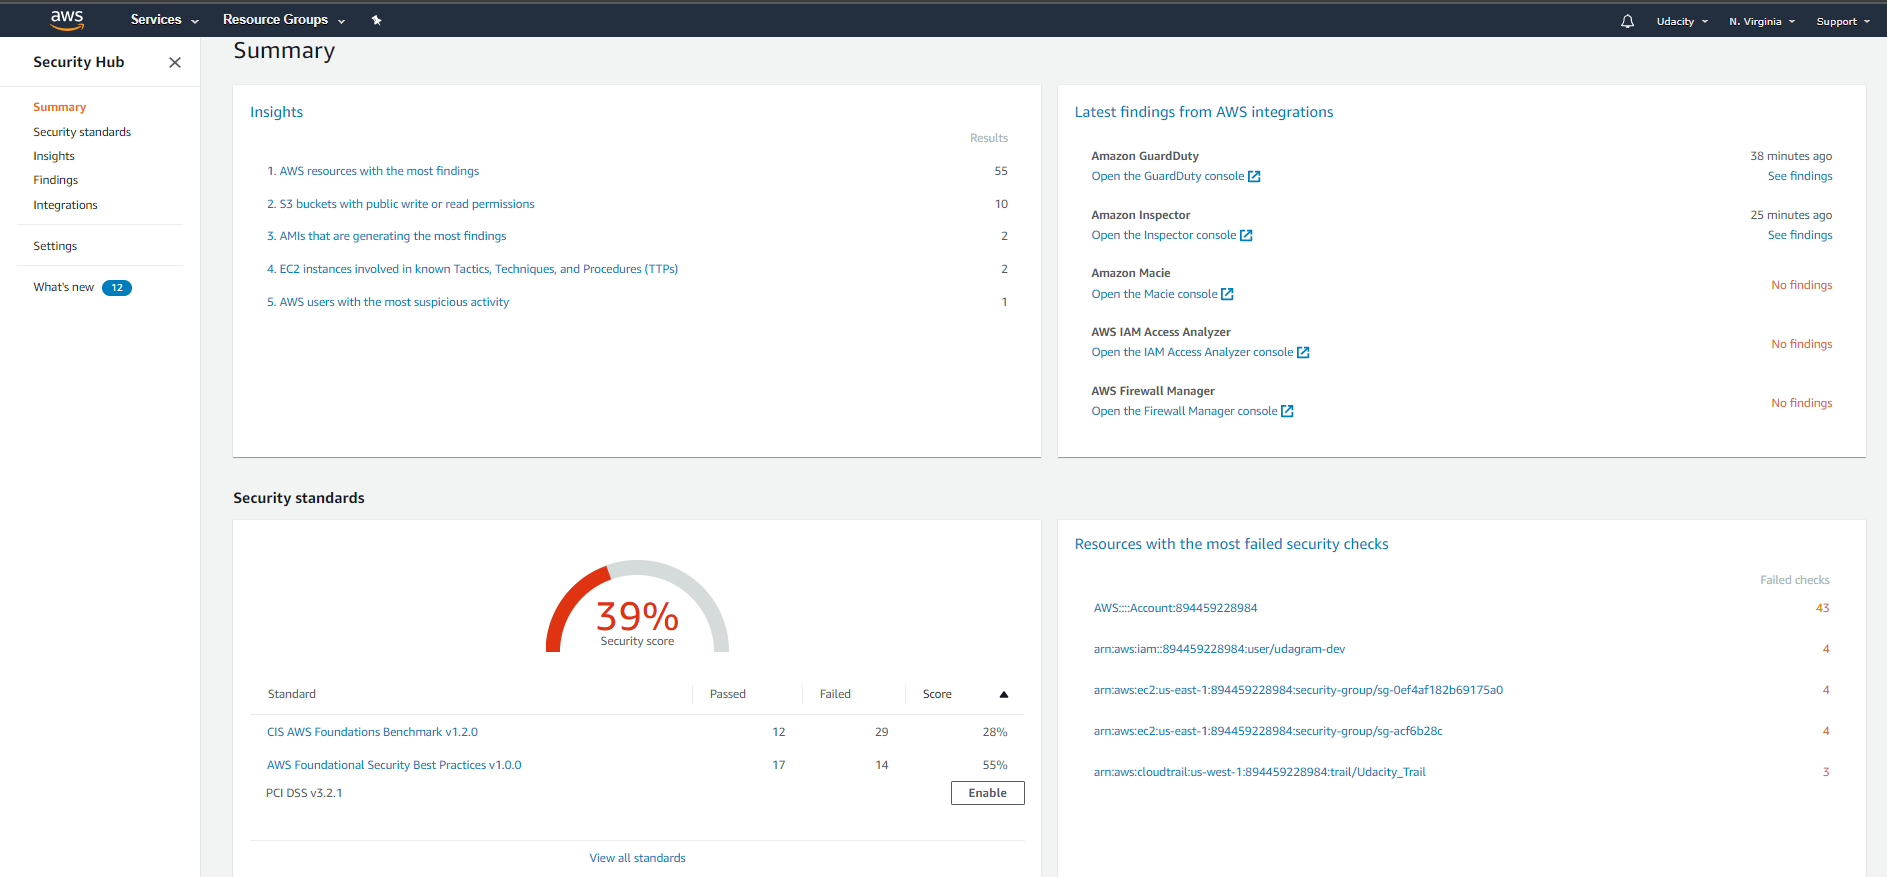 aws
Services
Resource Groups
Udacity
N. Virginia
Support
Security Hub
Summary
Security standards
Insights
Findings
Integrations
Settings
What's new 12
Summary
Insights
Results
1. AWS resources with the most findings 55
2. S3 buckets with public write or read permissions 10
3. AMIs that are generating the most findings 2
4. EC2 instances involved in known Tactics, Techniques, and Procedures (TTPs) 2
5. AWS users with the most suspicious activity 1
Latest findings from AWS integrations
Amazon GuardDuty 38 minutes ago
Open the GuardDuty console See findings
Amazon Inspector 25 minutes ago
Open the Inspector console See findings
Amazon Macie
Open the Macie console
No findings
AWS IAM Access Analyzer
Open the IAM Access Analyzer console
No findings
AWS Firewall Manager
Open the Firewall Manager console
No findings
Security standards
39%
Security score
Standard Passed Failed Score
CIS AWS Foundations Benchmark v1.2.0 12 29 28%
AWS Foundational Security Best Practices v1.0.0 17 14 55%
PCI DSS v3.2.1 Enable
View all standards
Resources with the most failed security checks
Failed checks
AWS::::Account:894459228984 43
arn:aws:iam::894459228984:user/udagram-dev 4
arn:aws:ec2:us-east-1:894459228984:security-group/sg-0ef4af182b69175a0 4
arn:aws:ec2:us-east-1:894459228984:security-group/sg-acf6b28c 4
arn:aws:cloudtrail:us-west-1:894459228984:trail/Udacity_Trail 3